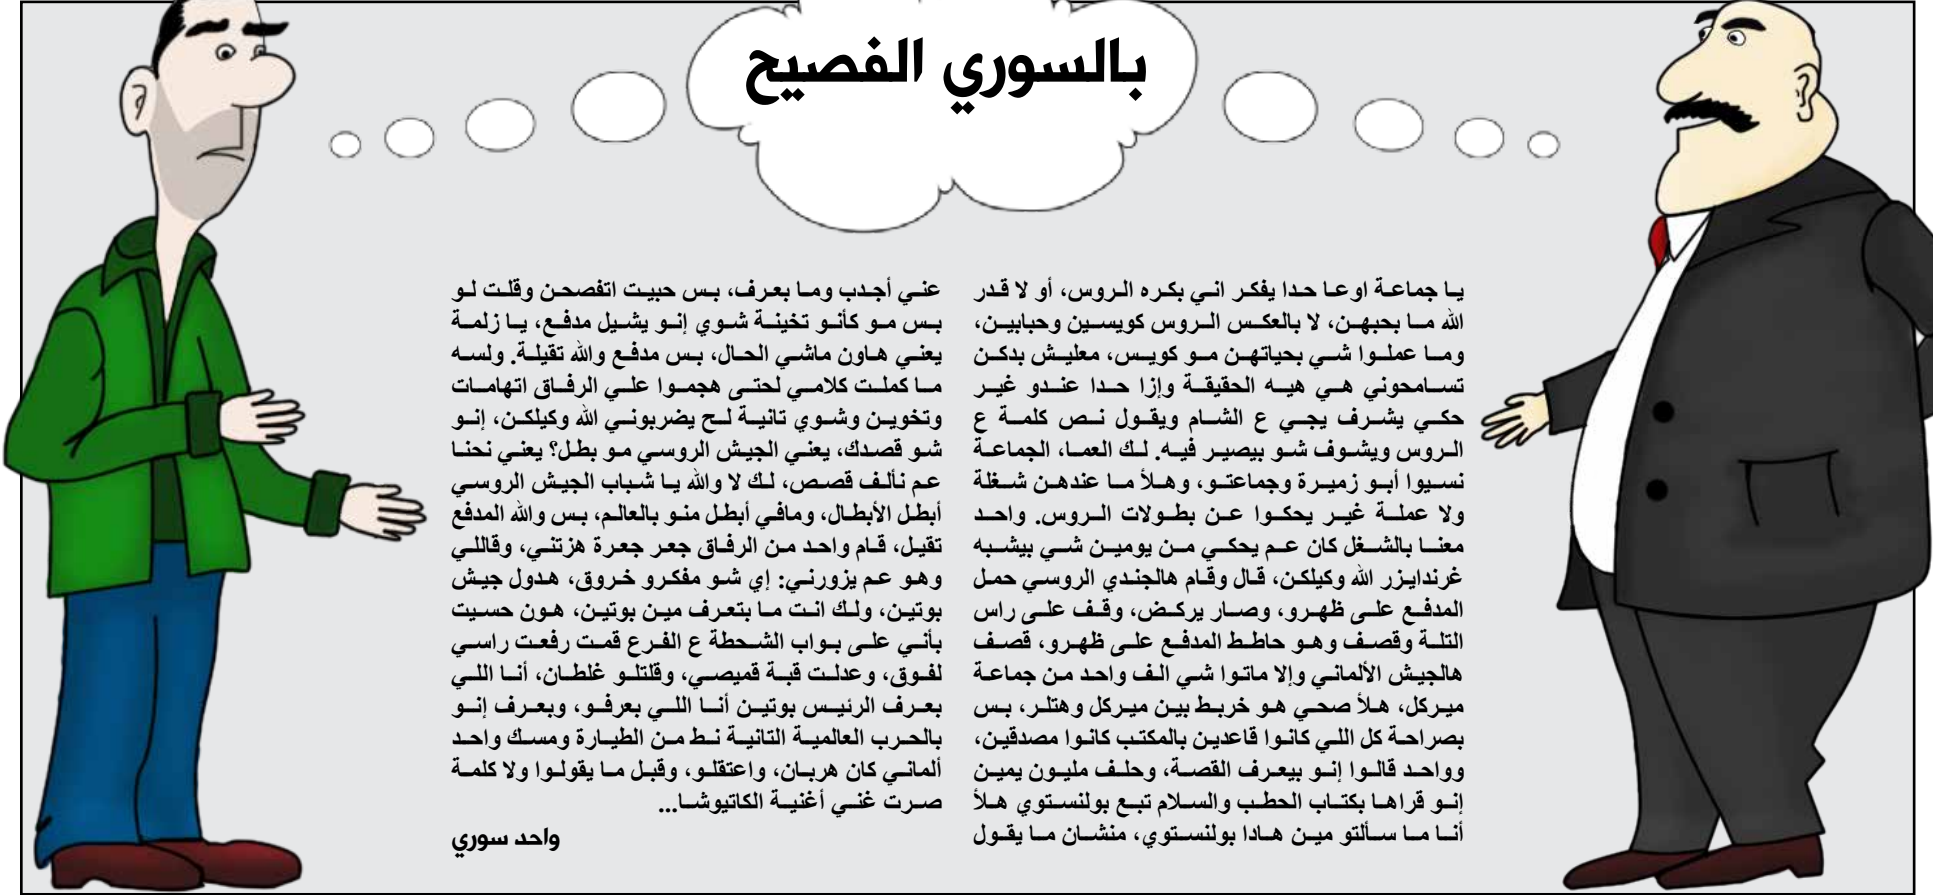 بالسوري الفصيح
يا جماعة اوعا حدا يفكر اني بكره الروس، أو لا قدر
الله ما بحبهن، لا بالعكس الروس كويسين وحبابين،
وما عملوا شي بحياتهن مو كويس، معليش بدكن
تسامحوني هي هيه الحقيقة وإزا حدا عندو غير
حكي يشرف يجي ع الشام ويقول نص كلمة ع
الروس ويشوف شو بيصير فيه. لك العما، الجماعة
نسيوا أبو زميرة وجماعتو، وهلأ ما عندهن شغلة
ولا عملة غير يحكوا عن بطولات الروس. واحد
معنا بالشغل كان عم يحكي من يومين شي بيشبه
غرندايزر الله وكيلكن، قال وقام هالجندي الروسي حمل
المدفع على ظهرو، وصار يركض، وقف على راس
التلة وقصف وهو حاطط المدفع على ظهرو، قصف
هالجيش الألماني وإلا ماتوا شي الف واحد من جماعة
ميركل، هلأ صحي هو خربط بين ميركل وهتلر، بس
بصراحة كل اللي كانوا قاعدين بالمكتب كانوا مصدقين،
وواحد قالوا إنو بيعرف القصة، وحلف مليون يمين
إنو قراها بكتاب الحطب والسلام تبع بولنستوي هلأ
أنا ما سألتو مين هادا بولنستوي، منشان ما يقول
عني أجدب وما بعرف، بس حبيت اتفصحن وقلت لو
بس مو كأنو تخينة شوي إنو يشيل مدفع، يا زلمة
يعني هاون ماشي الحال، بس مدفع والله تقيلة. ولسه
ما كملت كلامي لحتى هجموا علي الرفاق اتهامات
وتخوين وشوي تانية لح يضربوني الله وكيلكن، إنو
شو قصدك، يعني الجيش الروسي مو بطل؟ يعني نحنا
عم نألف قصص، لك لا والله يا شباب الجيش الروسي
أبطل الأبطال، ومافي أبطل منو بالعالم، بس والله المدفع
تقيل، قام واحد من الرفاق جعر جعرة هزتني، وقاللي
وهو عم يزورني: إي شو مفكرو خروق، هدول جيش
بوتين، ولك انت ما بتعرف مين بوتين، هون حسيت
بأني على بواب الشحطة ع الفرع قمت رفعت راسي
لفوق، وعدلت قبة قميصي، وقلتلو غلطان، أنا اللي
بعرف الرئيس بوتين أنا اللي بعرفو، وبعرف إنو
بالحرب العالمية التانية نط من الطيارة ومسك واحد
ألماني كان هربان، واعتقلو، وقبل ما يقولوا ولا كلمة
صرت غني أغنية الكاتيوشا...
واحد سوري